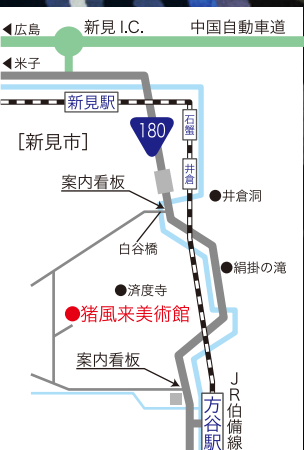 ◀広島
新見I.C.
中国自動車道
◀米子
新見駅
180
石蟹
[新見市]
井倉
案内看板
井倉洞
白谷橋
絹掛の滝
済度寺
猪風来美術館
案内看板
JR伯備線
方谷駅